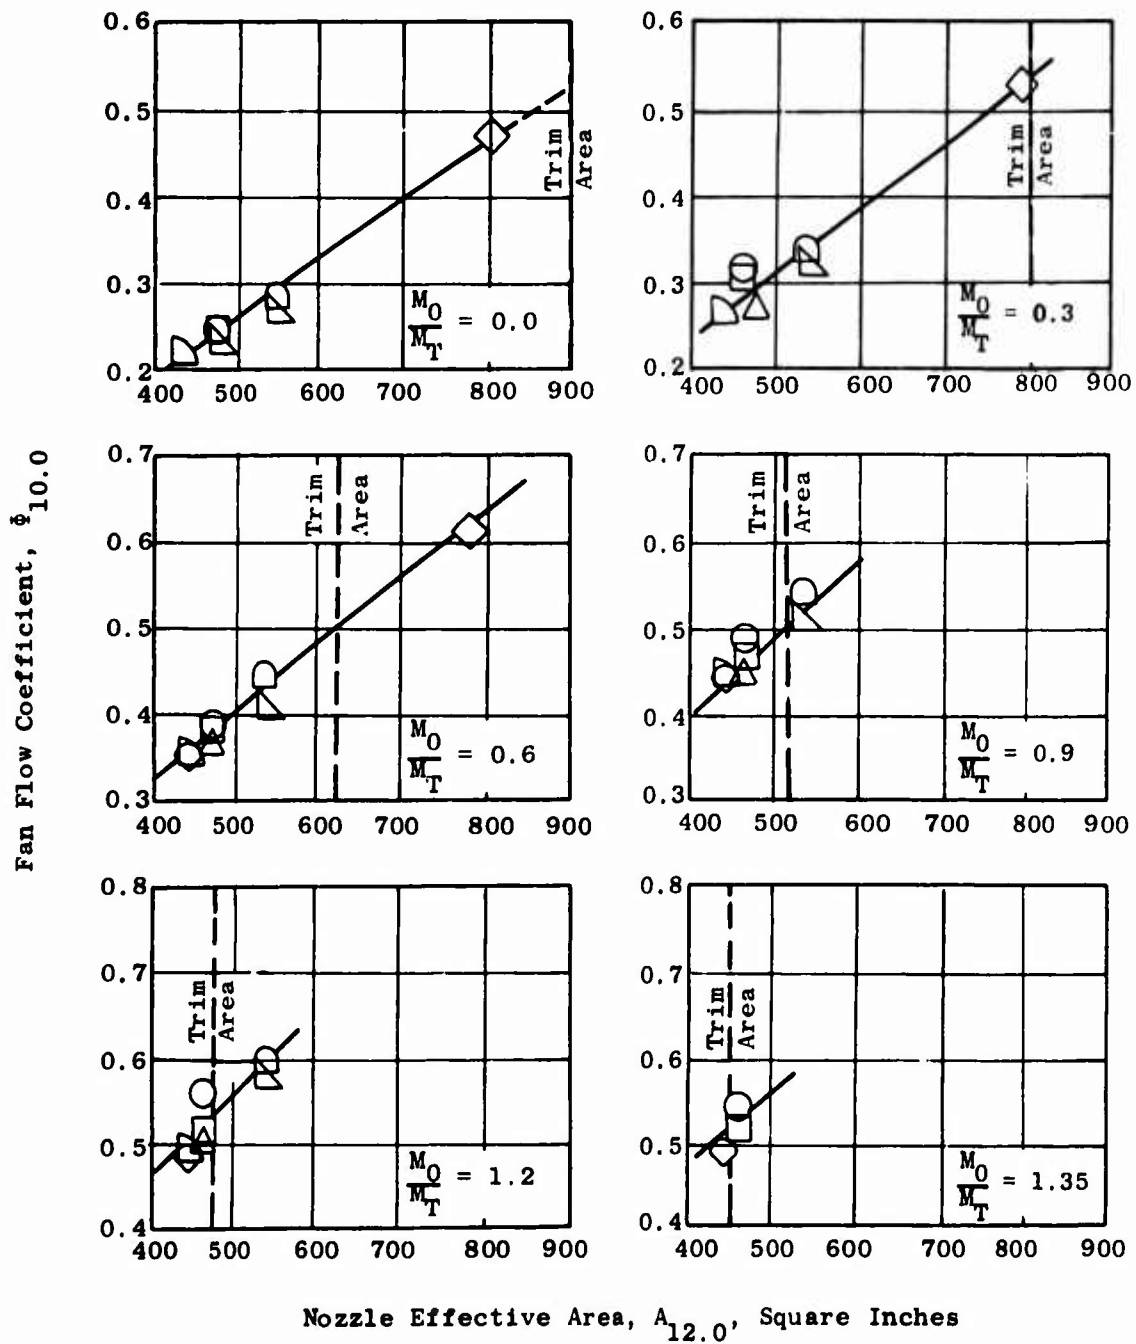 Fan Flow Coefficient, Φ10.0
0.6
0.5
0.4
0.3
0.2
400 500 600 700 800 900
Trim
Area
M0/MT = 0.0
0.6
0.5
0.4
0.3
0.2
400 500 600 700 800 900
Trim
Area
M0/MT = 0.3
0.7
0.6
0.5
0.4
0.3
400 500 600 700 800 900
Trim
Area
M0/MT = 0.6
0.7
0.6
0.5
0.4
0.3
400 500 600 700 800 900
Trim
Area
M0/MT = 0.9
0.8
0.7
0.6
0.5
0.4
400 500 600 700 800 900
Trim
Area
M0/MT = 1.2
0.8
0.7
0.6
0.5
0.4
400 500 600 700 800 900
Trim
Area
M0/MT = 1.35
Nozzle Effective Area, A12.0, Square Inches